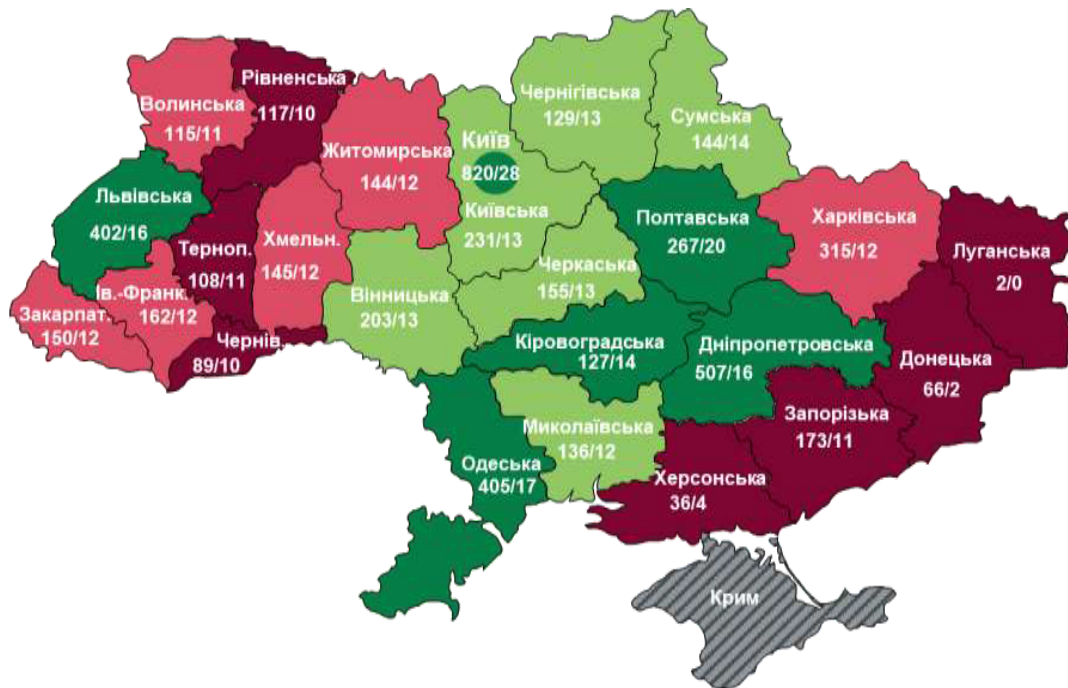 Волинська
115/11
Рівненська
117/10
Житомирська
144/12
Київ
820/28
Київська
231/13
Чернігівська
129/13
Сумська
144/14
Львівська
402/16
Терноп.
108/11
Хмельн.
145/12
Вінницька
203/13
Черкаська
155/13
Полтавська
267/20
Харківська
315/12
Луганська
2/0
Закарпат.
150/12
Ів.-Франк.
162/12
Чернів.
89/10
Кіровоградська
127/14
Дніпропетровська
507/16
Донецька
66/2
Одеська
405/17
Миколаївська
136/12
Запорізька
173/11
Херсонська
36/4
Крим